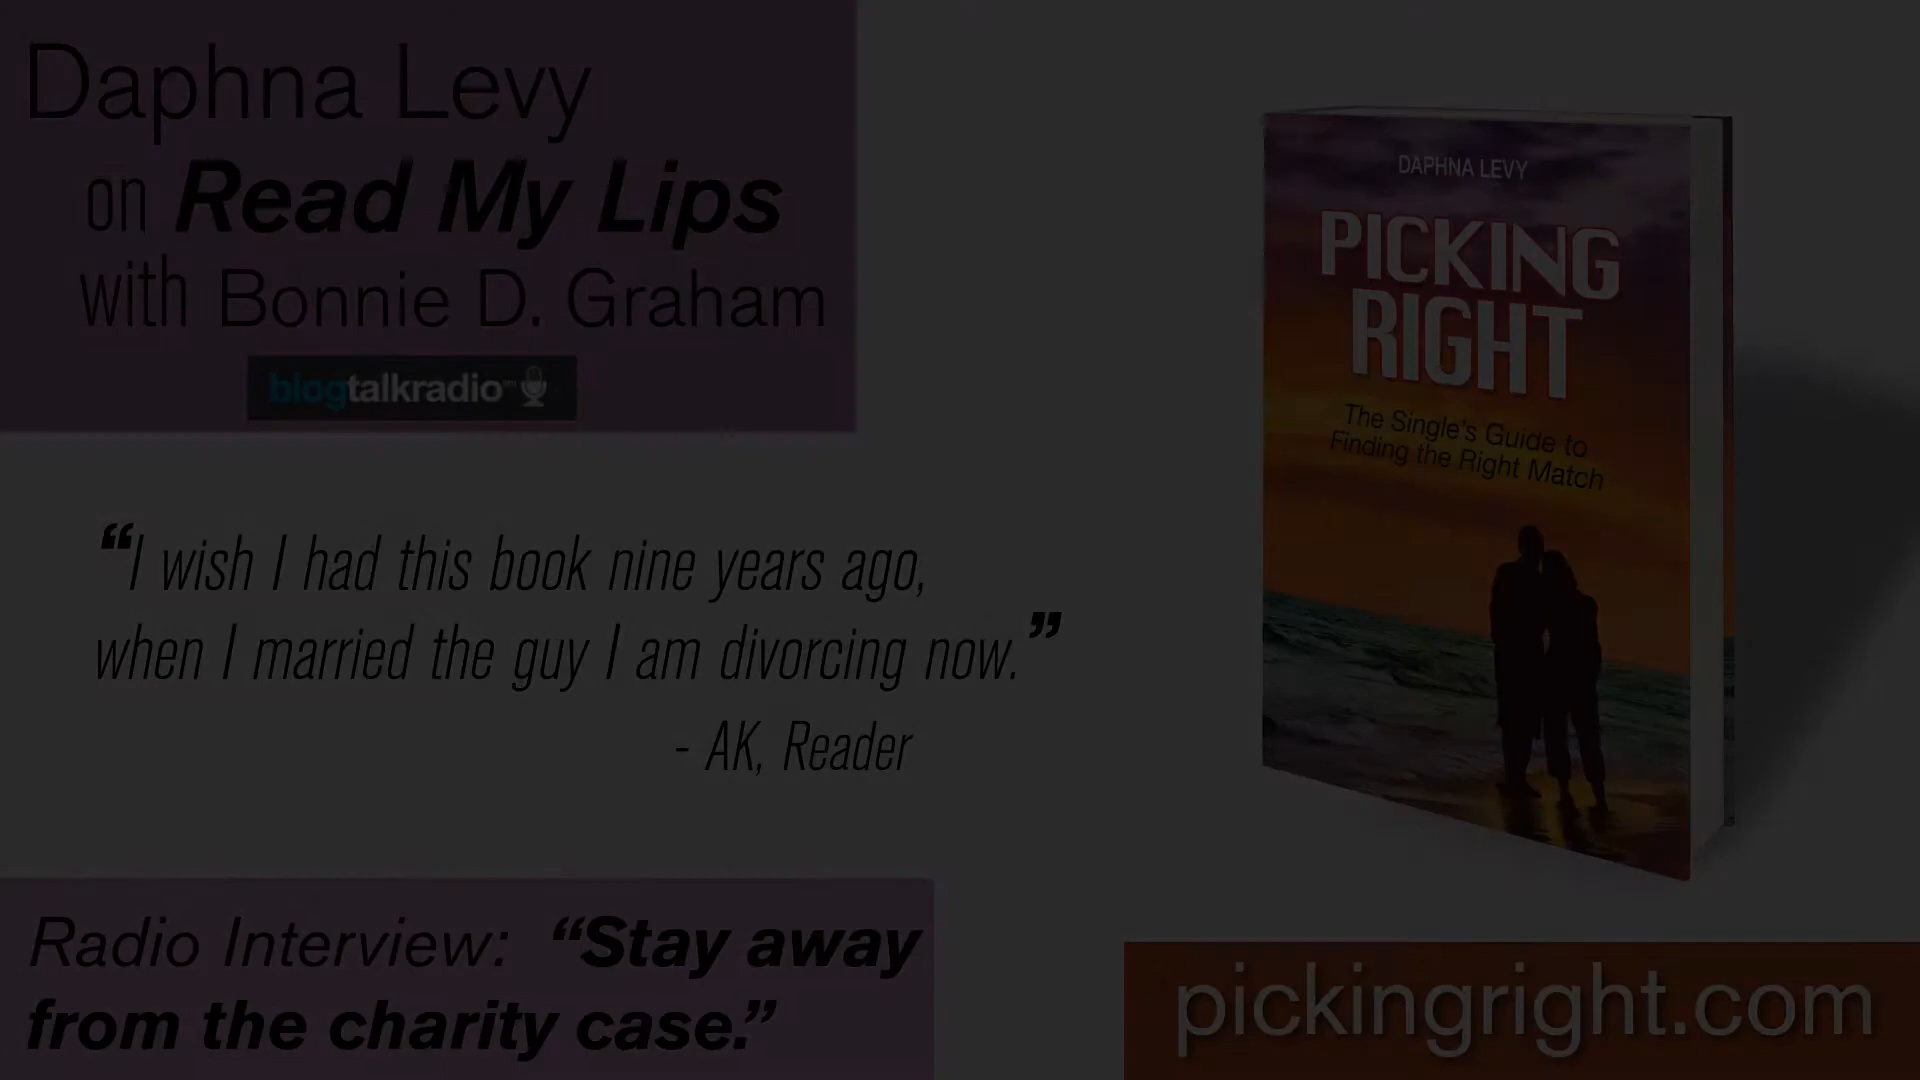 Daphna Levy
on Read My Lips
with Bonnie D. Graham
blogtalkradio
“I wish I had this book nine years ago,
when I married the guy I am divorcing now.”
- AK, Reader
Radio Interview: “Stay away
from the charity case.”
DAPHNA LEVY
PICKING
RIGHT
The Single's Guide to
Finding the Right Match
pickingright.com